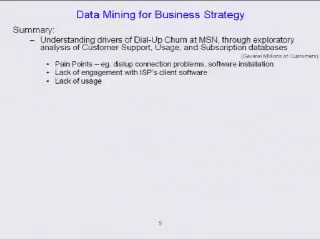 Data Mining for Business Strategy
Summary:
– Understanding drivers of Dial-Up Churn at MSN, through exploratory
analysis of Customer Support, Usage, and Subscription databases
(Several Millions of Customers)
• Pain Points – eg. dialup connection problems, software installation
• Lack of engagement with ISP's client software
• Lack of usage
5